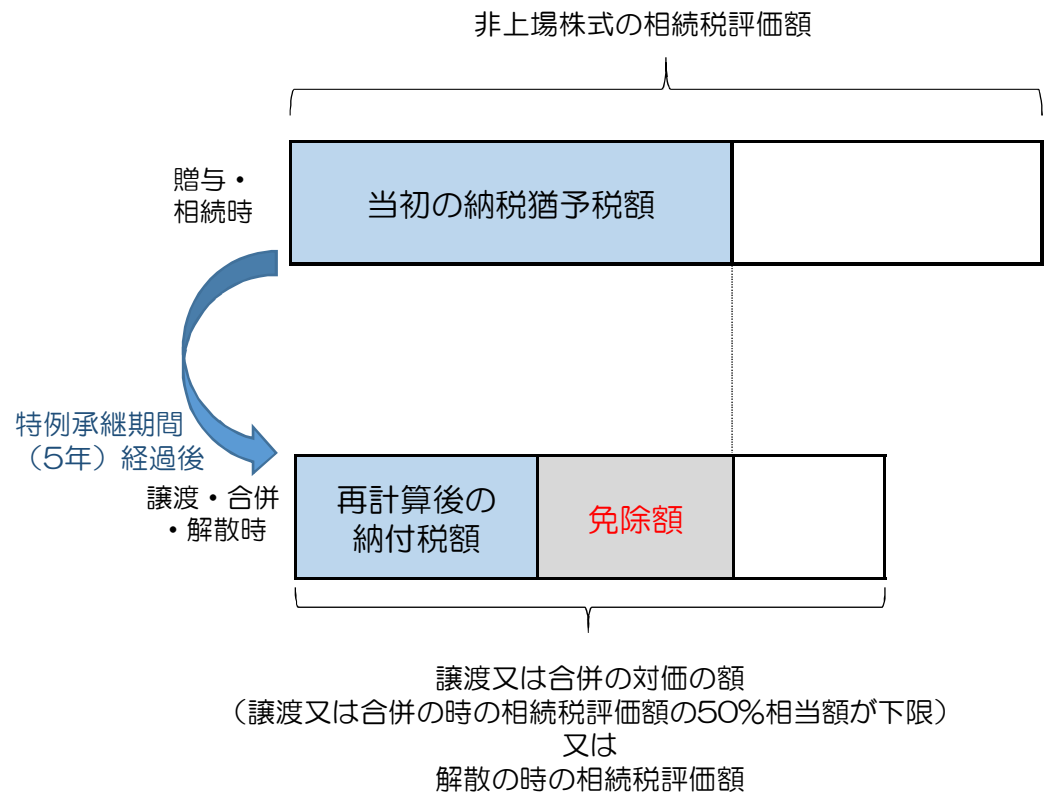 非上場株式の相続税評価額
贈与・
相続時
当初の納税猶予税額
特例承継期間
（5年）経過後
譲渡・合併
・解散時
再計算後の
納付税額
免除額
譲渡又は合併の対価の額
（譲渡又は合併の時の相続税評価額の50%相当額が下限）
又は
解散の時の相続税評価額